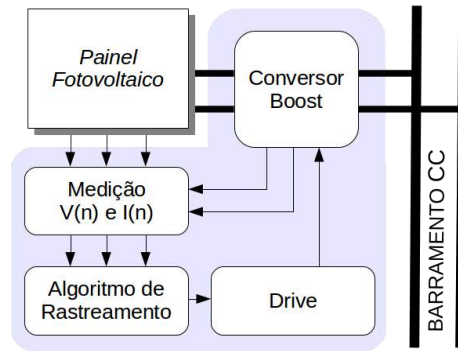 Painel
Fotovoltaico
Conversor
Boost
Medição
V(n) e I(n)
Algoritmo de
Rastreamento
Drive
BARRAMENTO CC